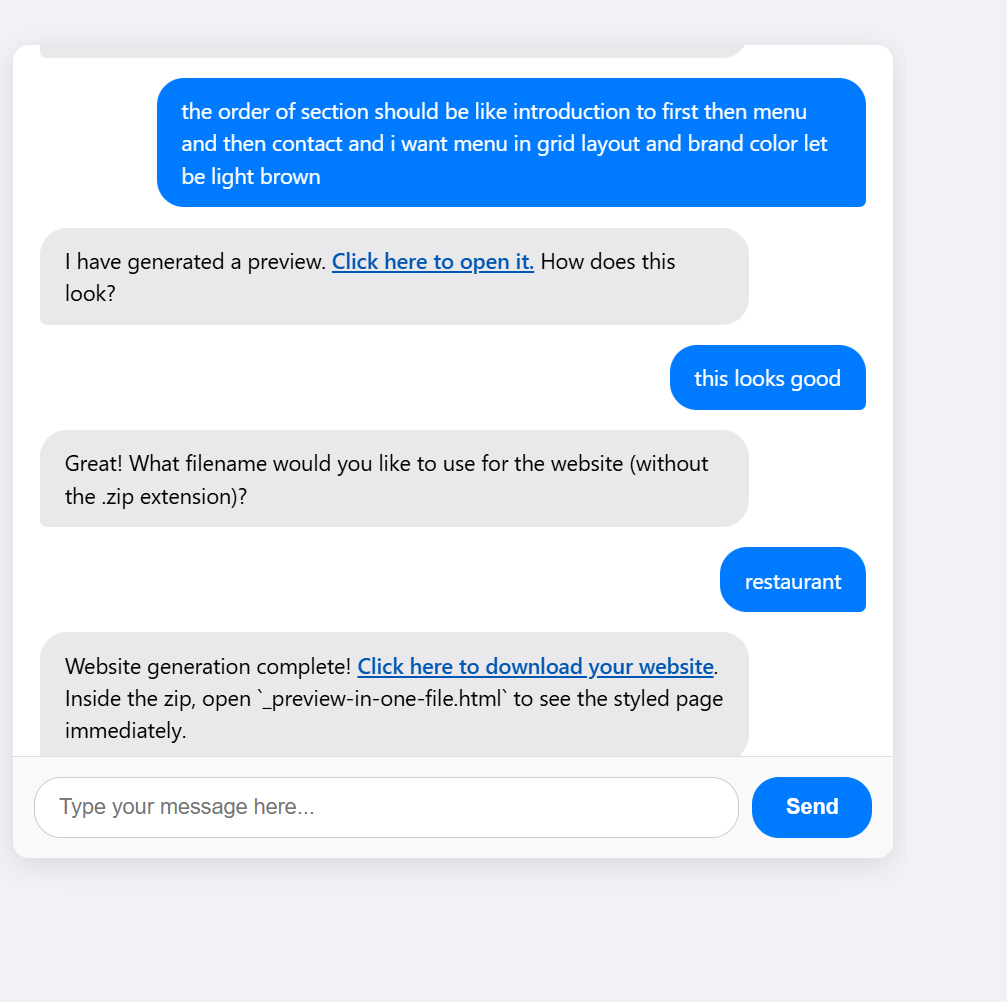 the order of section should be like introduction to first then menu
and then contact and i want menu in grid layout and brand color let
be light brown
I have generated a preview. Click here to open it. How does this
look?
this looks good
Great! What filename would you like to use for the website (without
the .zip extension)?
restaurant
Website generation complete! Click here to download your website.
Inside the zip, open `_preview-in-one-file.html` to see the styled page
immediately.
Type your message here...
Send